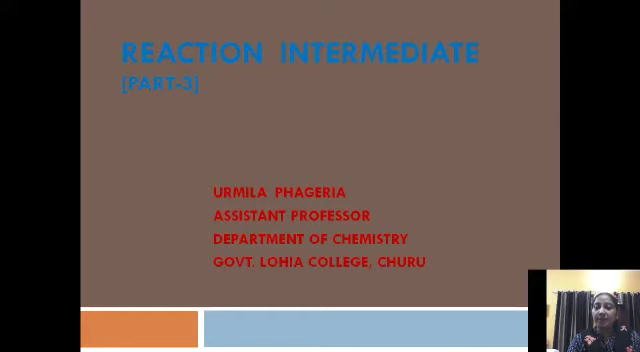 REACTION INTERMEDIATE
[PART-3]
URMILA PHAGERIA
ASSISTANT PROFESSOR
DEPARTMENT OF CHEMISTRY
GOVT. LOHIA COLLEGE, CHURU